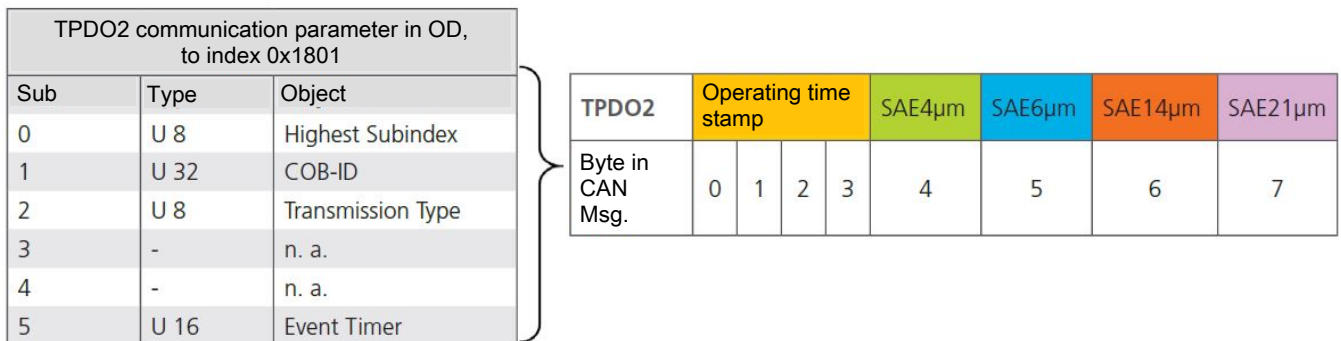 TPDO2 communication parameter in OD,
to index 0x1801
Sub Type Object
0 U 8 Highest Subindex
1 U 32 COB-ID
2 U 8 Transmission Type
3 - n. a.
4 - n. a.
5 U 16 Event Timer
TPDO2 Operating time stamp SAE4µm SAE6µm SAE14µm SAE21µm
Byte in
CAN
Msg.
0 1 2 3 4 5 6 7